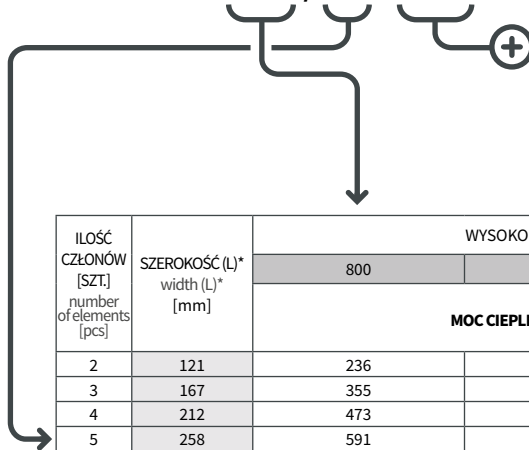 ILOŚĆ
CZŁONÓW
[SZT.]
number
of elements
[pcs]
SZEROKOŚĆ (L)*
width (L)*
[mm]
WYSOKO
800
MOC CIEPL
2 121 236
3 167 355
4 212 473
5 258 591